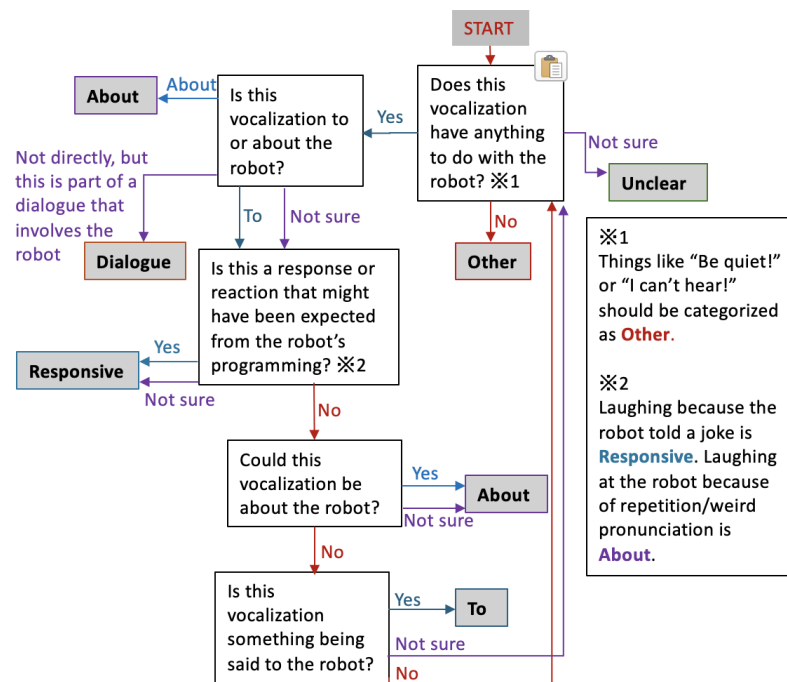 START
Does this
vocalization
have anything
to do with the
robot? ※1
Yes
Not sure
Unclear
No
Other
Is this
vocalization to
or about the
robot?
About
About
Not directly, but
this is part of a
dialogue that
involves the
robot
Dialogue
To
Not sure
Is this a response or
reaction that might
have been expected
from the robot’s
programming? ※2
Yes
Responsive
Not sure
No
Could this
vocalization be
about the robot?
Yes
About
Not sure
No
Is this
vocalization
something being
said to the robot?
Yes
To
Not sure
No
※1
Things like “Be quiet!”
or “I can’t hear!”
should be categorized
as Other.
※2
Laughing because the
robot told a joke is
Responsive. Laughing
at the robot because
of repetition/weird
pronunciation is
About.